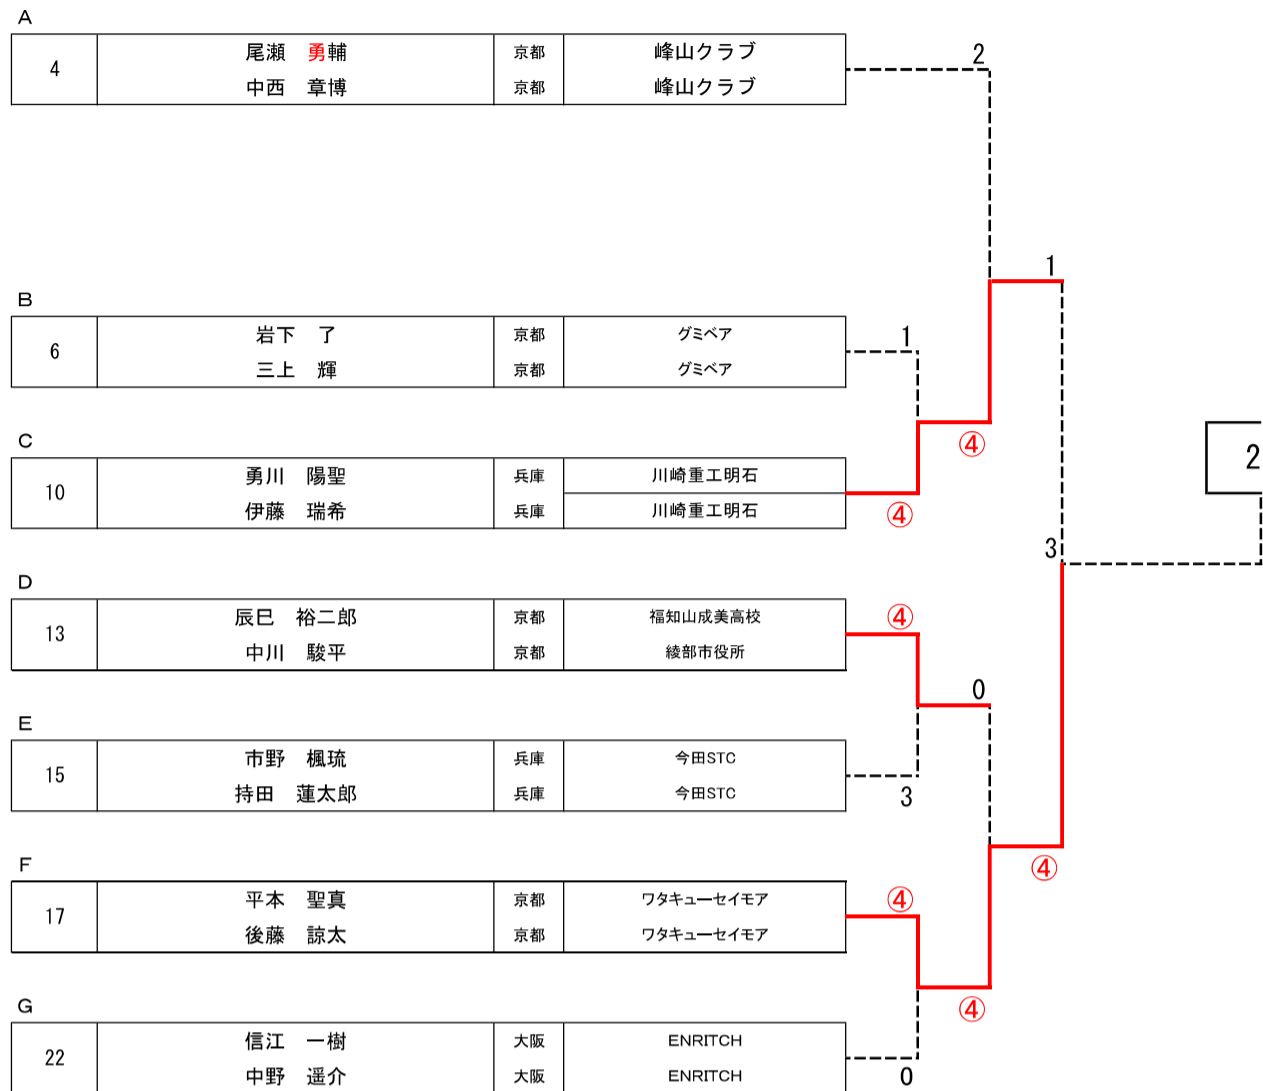 A
4 尾瀬 勇輔 京都 峰山クラブ
中西 章博 京都 峰山クラブ
2
1
B
6 岩下 了 京都 グミベア
三上 輝 京都 グミベア
1
④
2
C
10 勇川 陽聖 兵庫 川崎重工明石
伊藤 瑞希 兵庫 川崎重工明石
④
3
D
13 辰巳 裕二郎 京都 福知山成美高校
中川 駿平 京都 綾部市役所
④
0
E
15 市野 楓琉 兵庫 今田STC
持田 蓮太郎 兵庫 今田STC
3
④
F
17 平本 聖真 京都 ワタキューセイモア
後藤 諒太 京都 ワタキューセイモア
④
④
G
22 信江 一樹 大阪 ENRITCH
中野 遥介 大阪 ENRITCH
0